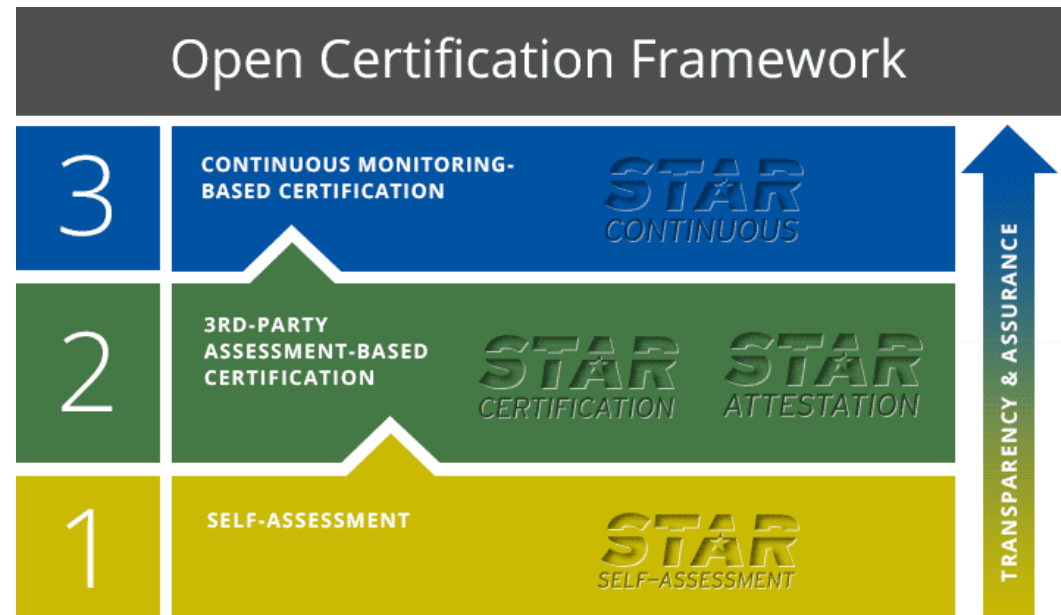 Open Certification Framework
3
CONTINUOUS MONITORING-
BASED CERTIFICATION
STAR
CONTINUOUS
2
3RD-PARTY
ASSESSMENT-BASED
CERTIFICATION
STAR
CERTIFICATION
STAR
ATTESTATION
1
SELF-ASSESSMENT
STAR
SELF-ASSESSMENT
TRANSPARENCY & ASSURANCE